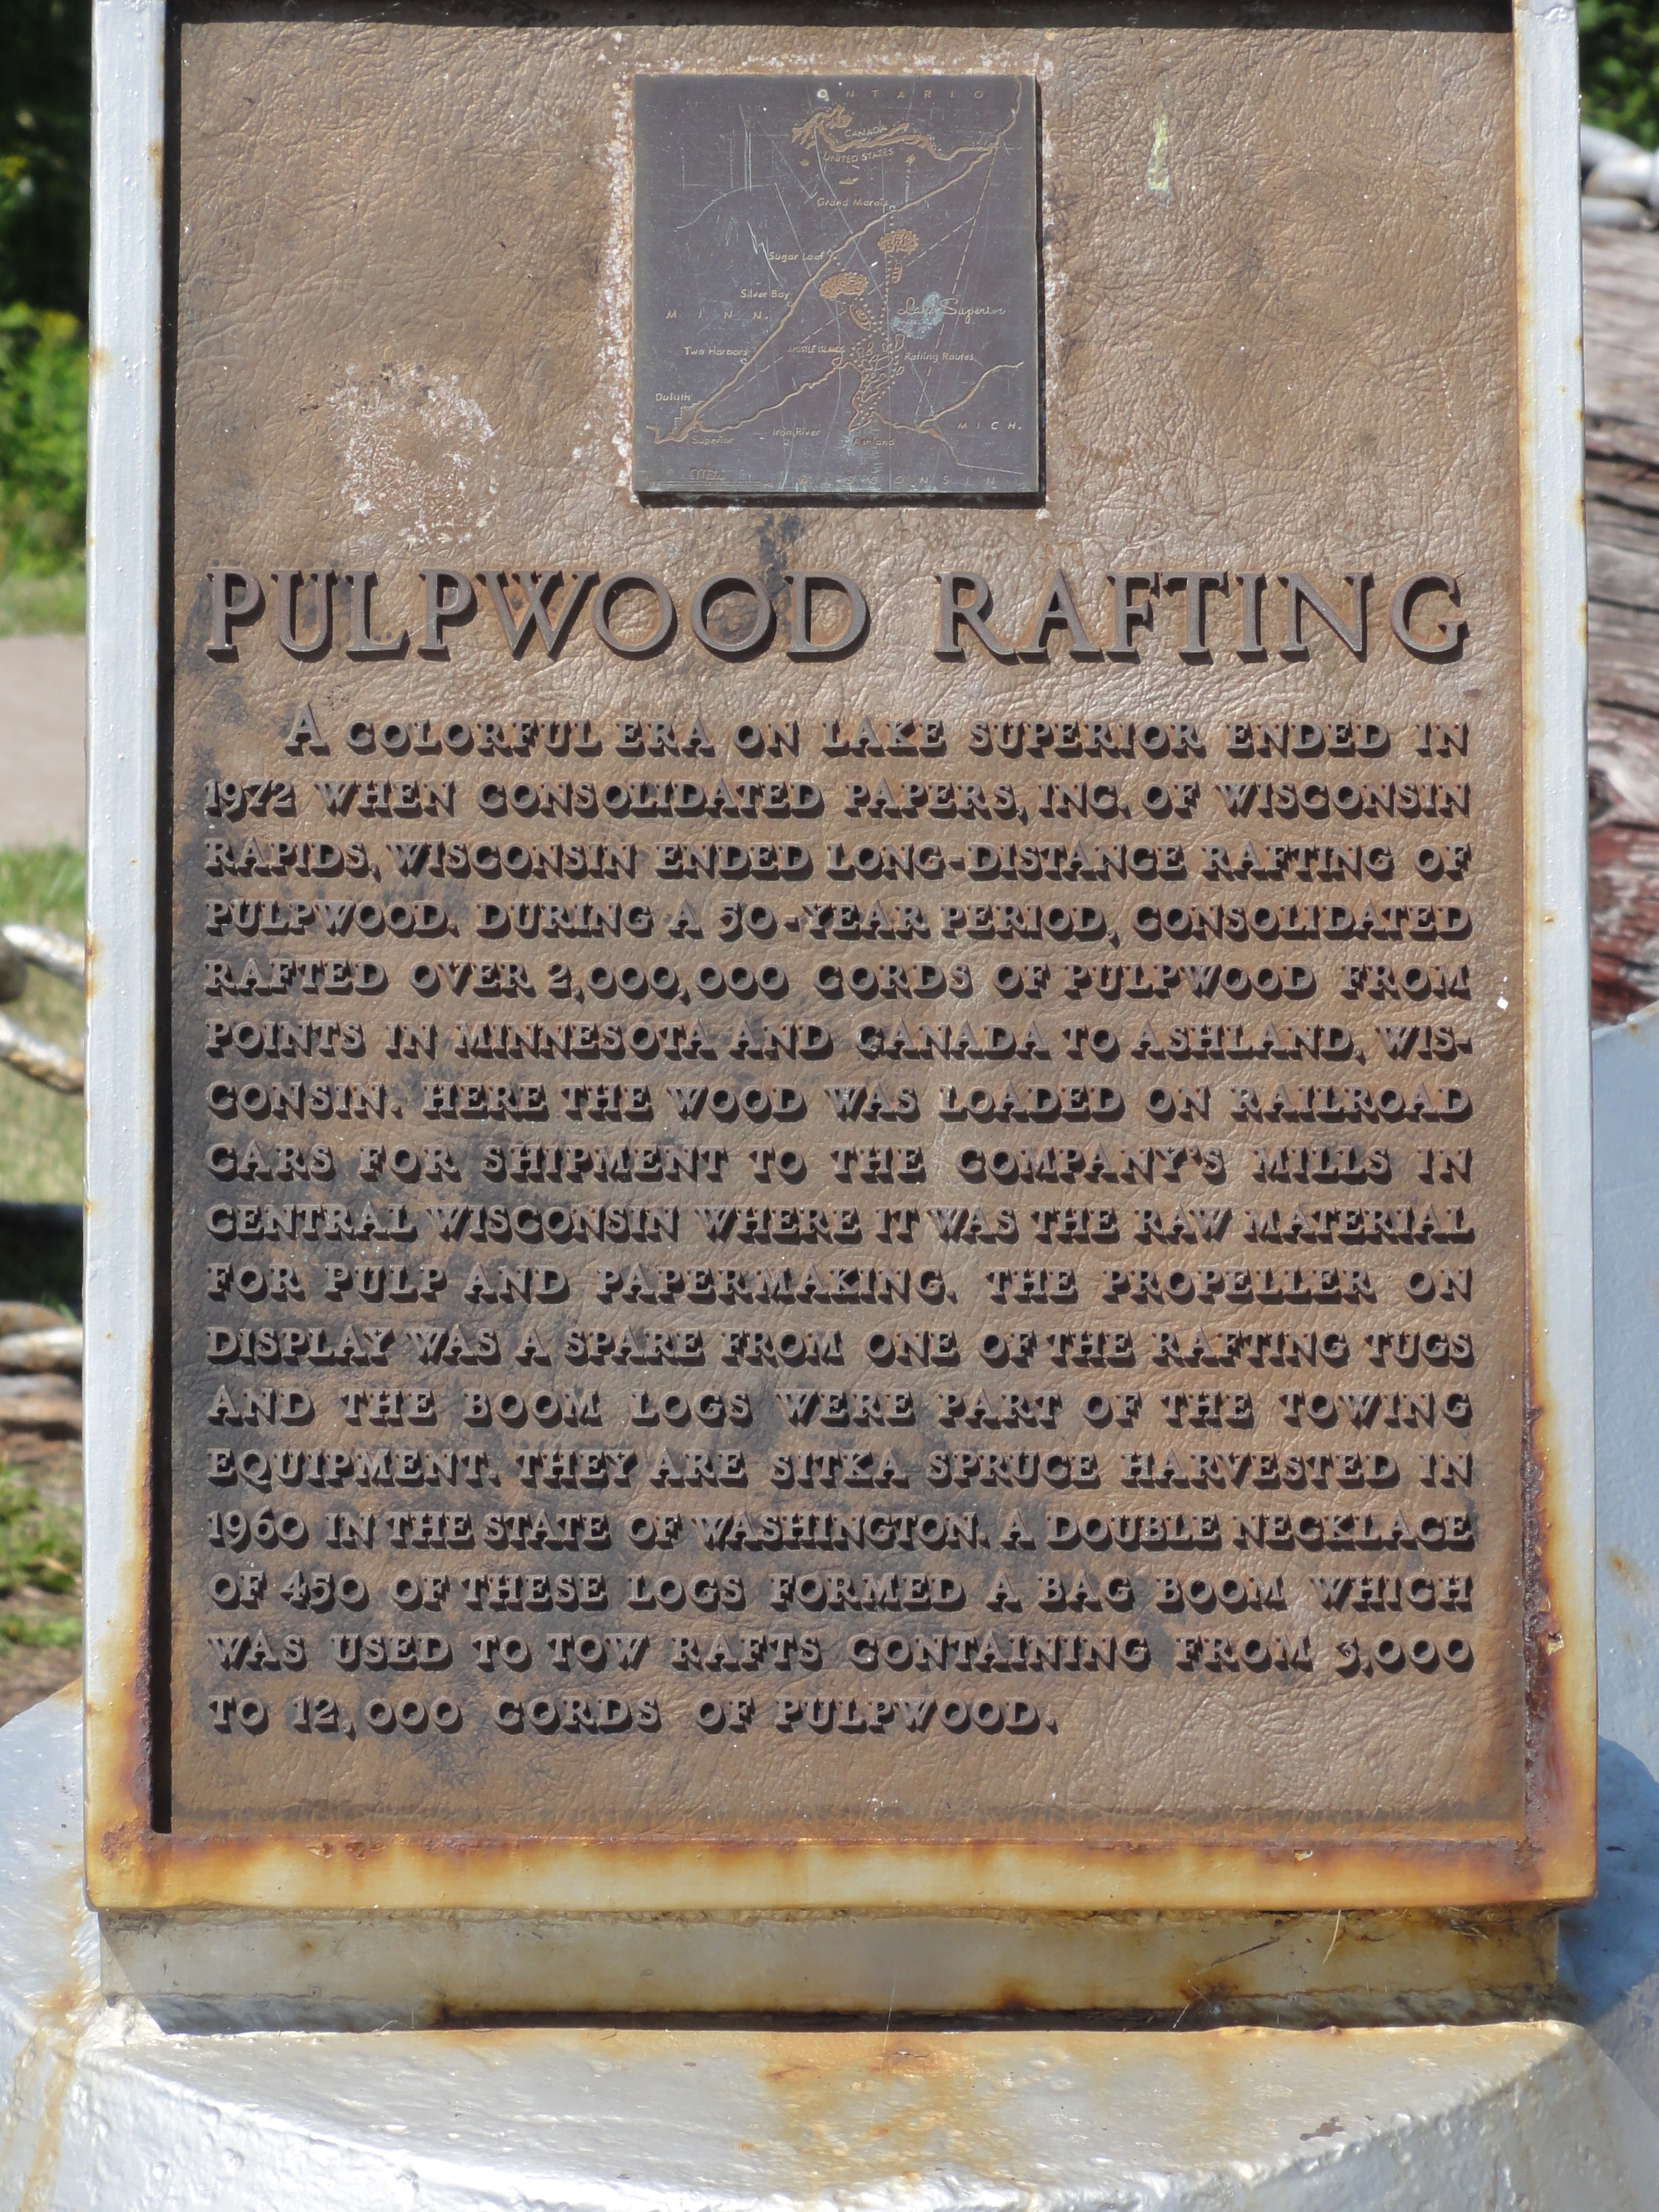 ONTARIO
CANADA
UNITED STATES
Grand Marais
Sugar Loaf
Silver Bay
MINN.
Lake Superior
Two Harbors
APOSTLE ISLANDS
Rafting Routes
Duluth
MICH.
Superior
Iron River
Ashland
WISCONSIN
PULPWOOD RAFTING
A COLORFUL ERA ON LAKE SUPERIOR ENDED IN
1972 WHEN CONSOLIDATED PAPERS, INC. OF WISCONSIN
RAPIDS, WISCONSIN ENDED LONG-DISTANCE RAFTING OF
PULPWOOD. DURING A 50-YEAR PERIOD, CONSOLIDATED
RAFTED OVER 2,000,000 CORDS OF PULPWOOD FROM
POINTS IN MINNESOTA AND CANADA TO ASHLAND, WIS-
CONSIN. HERE THE WOOD WAS LOADED ON RAILROAD
CARS FOR SHIPMENT TO THE COMPANY'S MILLS IN
CENTRAL WISCONSIN WHERE IT WAS THE RAW MATERIAL
FOR PULP AND PAPERMAKING. THE PROPELLER ON
DISPLAY WAS A SPARE FROM ONE OF THE RAFTING TUGS
AND THE BOOM LOGS WERE PART OF THE TOWING
EQUIPMENT. THEY ARE SITKA SPRUCE HARVESTED IN
1960 IN THE STATE OF WASHINGTON. A DOUBLE NECKLACE
OF 450 OF THESE LOGS FORMED A BAG BOOM WHICH
WAS USED TO TOW RAFTS CONTAINING FROM 3,000
TO 12,000 CORDS OF PULPWOOD.